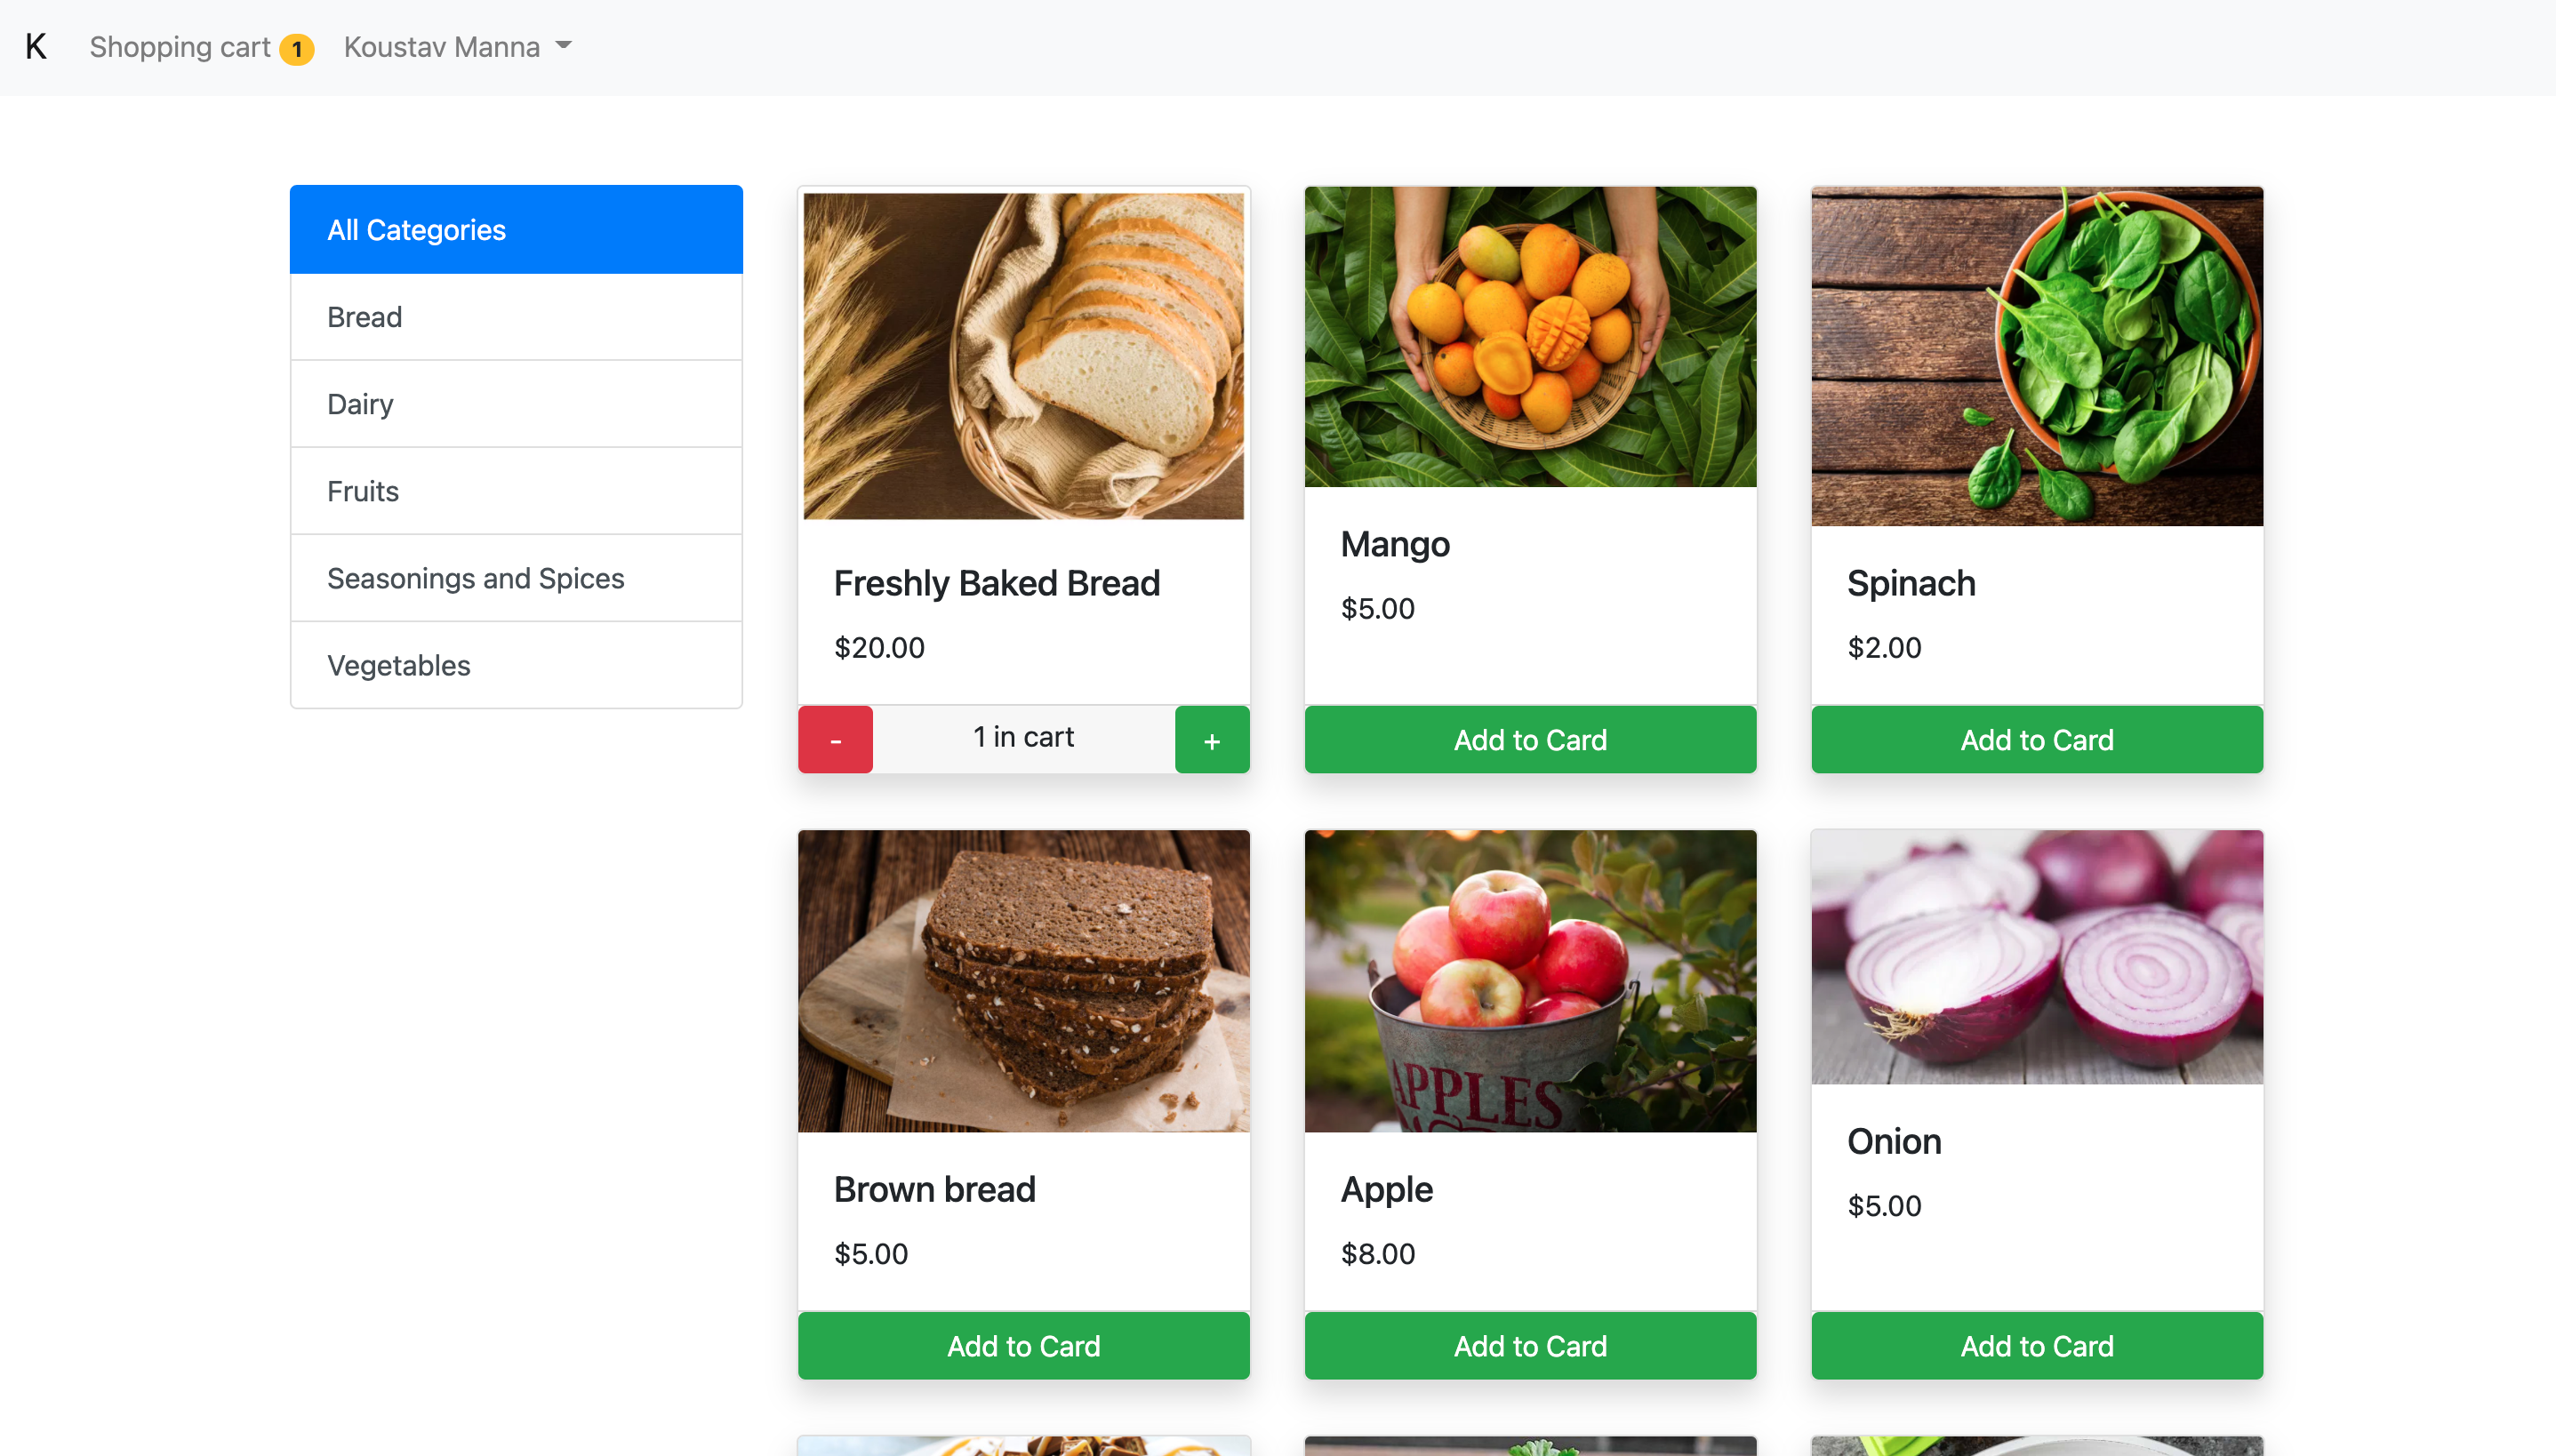 K Shopping cart 1 Koustav Manna
All Categories
Bread
Dairy
Fruits
Seasonings and Spices
Vegetables
Freshly Baked Bread
$20.00
- 1 in cart +
Mango
$5.00
Add to Card
Spinach
$2.00
Add to Card
Brown bread
$5.00
Add to Card
APPLES
Apple
$8.00
Add to Card
Onion
$5.00
Add to Card